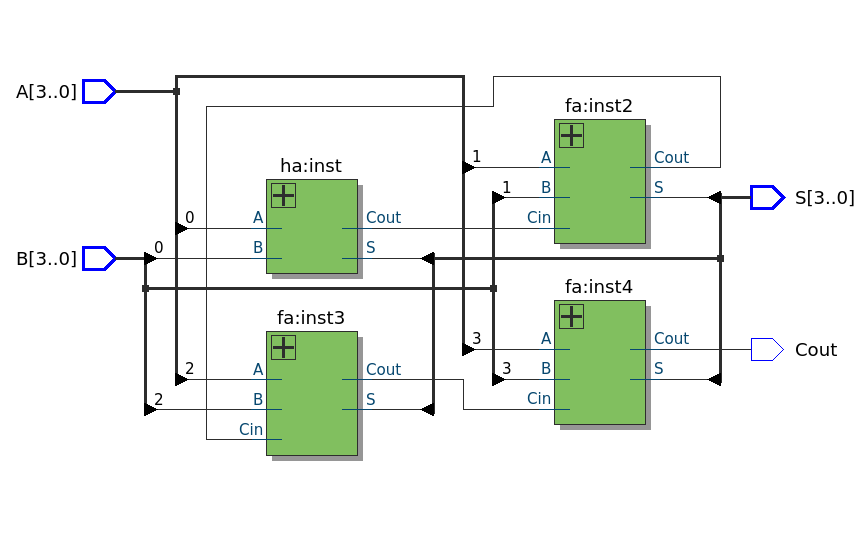 A[3..0]
B[3..0]
ha:inst
0 A Cout
0 B S
fa:inst2
1 A Cout
1 B S
Cin
fa:inst3
2 A Cout
2 B S
Cin
fa:inst4
3 A Cout
3 B S
Cin
S[3..0]
Cout